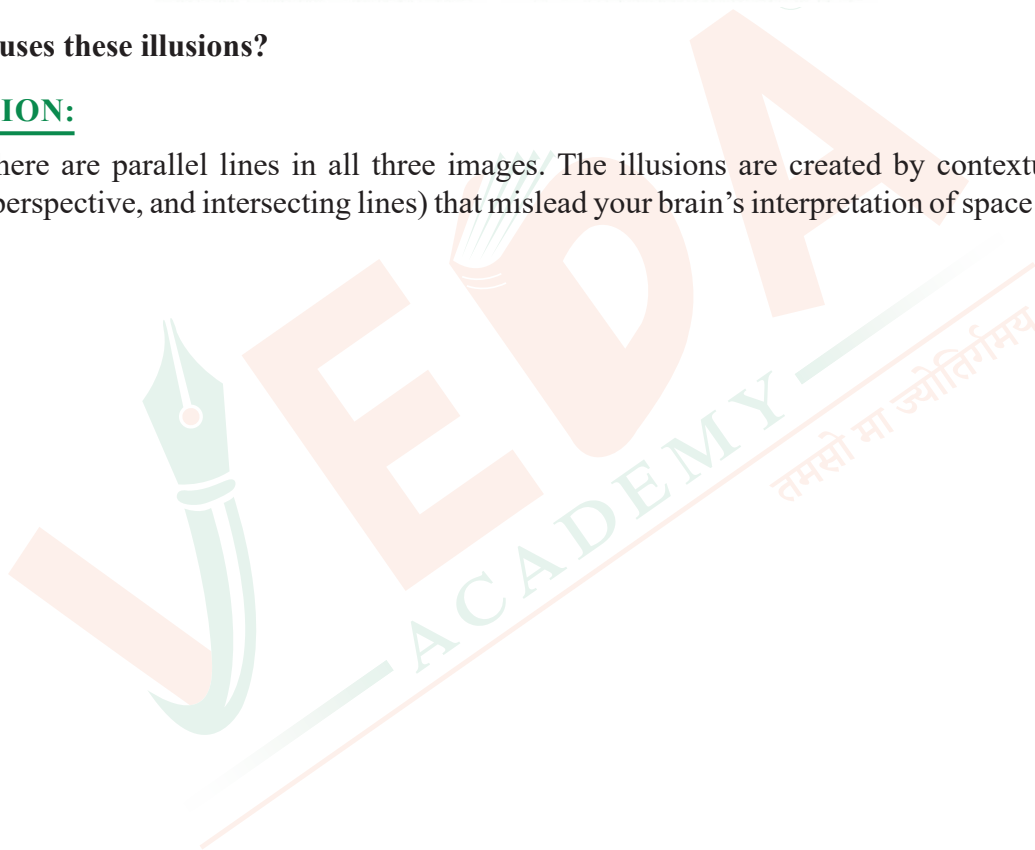 uses these illusions?
ION:
here are parallel lines in all three images. The illusions are created by contextu
perspective, and intersecting lines) that mislead your brain’s interpretation of space
VEDA
ACADEMY
तमसो मा ज्योतिर्गमय